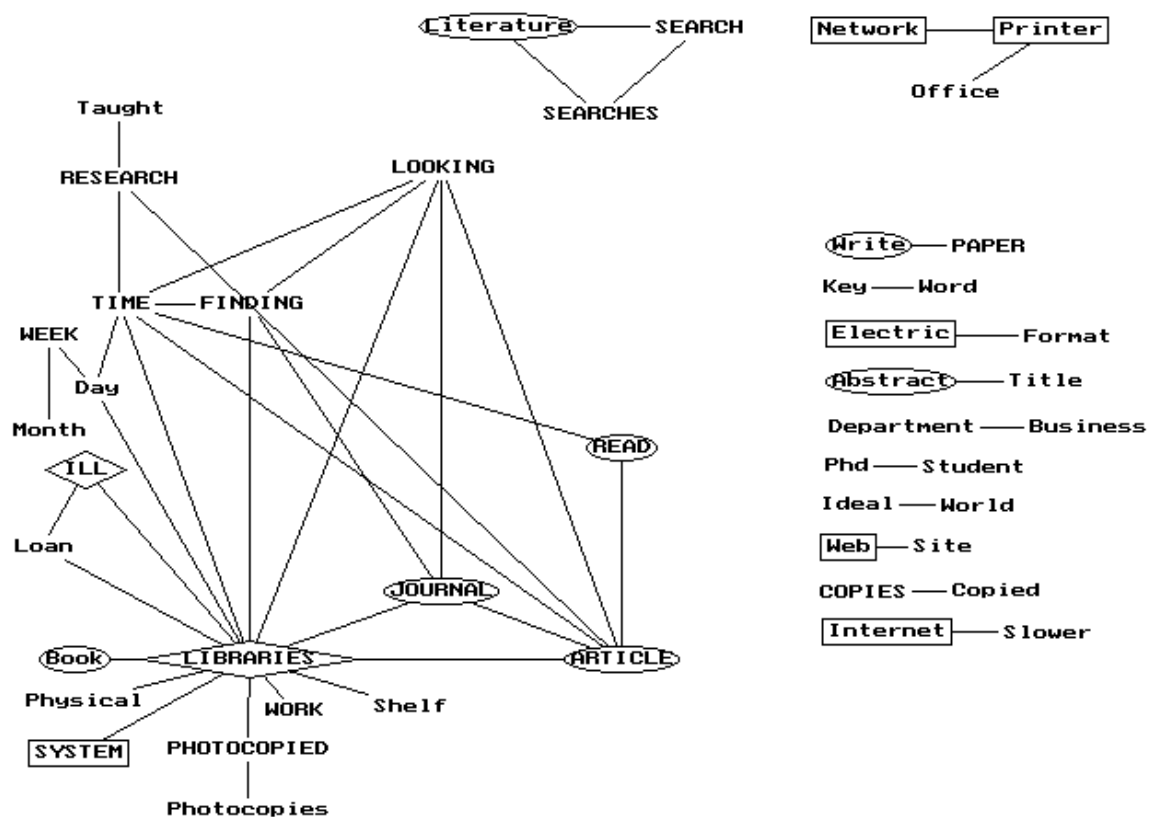 Literature SEARCH Network Printer
Office
Taught SEARCHES
LOOKING
RESEARCH
Write PAPER
Key Word
TIME FINDING
WEEK Electric Format
Day Abstract Title
Month Department Business
READ
ILL Phd Student
Ideal World
Loan Web Site
JOURNAL COPIES Copied
Internet Slower
Book LIBRARIES ARTICLE
Physical WORK Shelf
SYSTEM PHOTOCOPIED
Photocopies